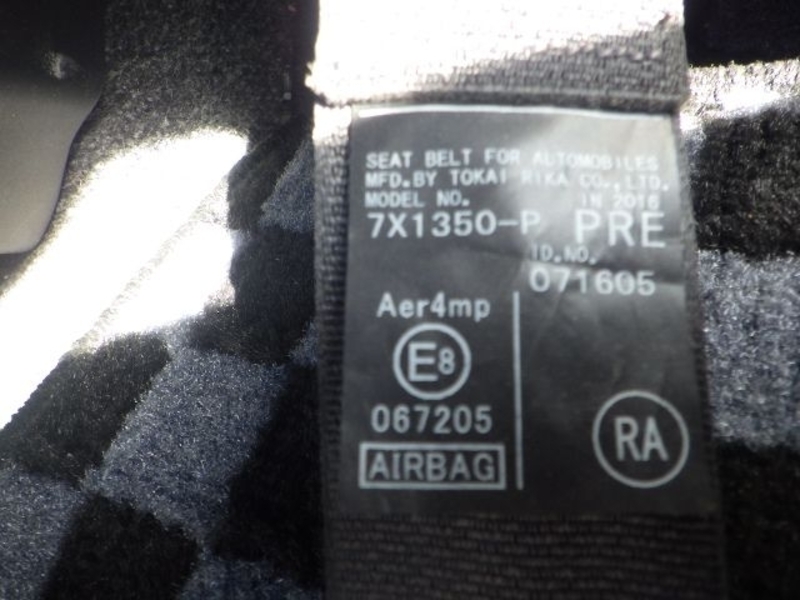 SEAT BELT FOR AUTOMOBILES
MFD.BY TOKAI RIKA CO., LTD.
MODEL NO. IN 2016
7X1350-P PRE
ID.NO.
071605
Aer4mp
E8
067205
AIRBAG
RA